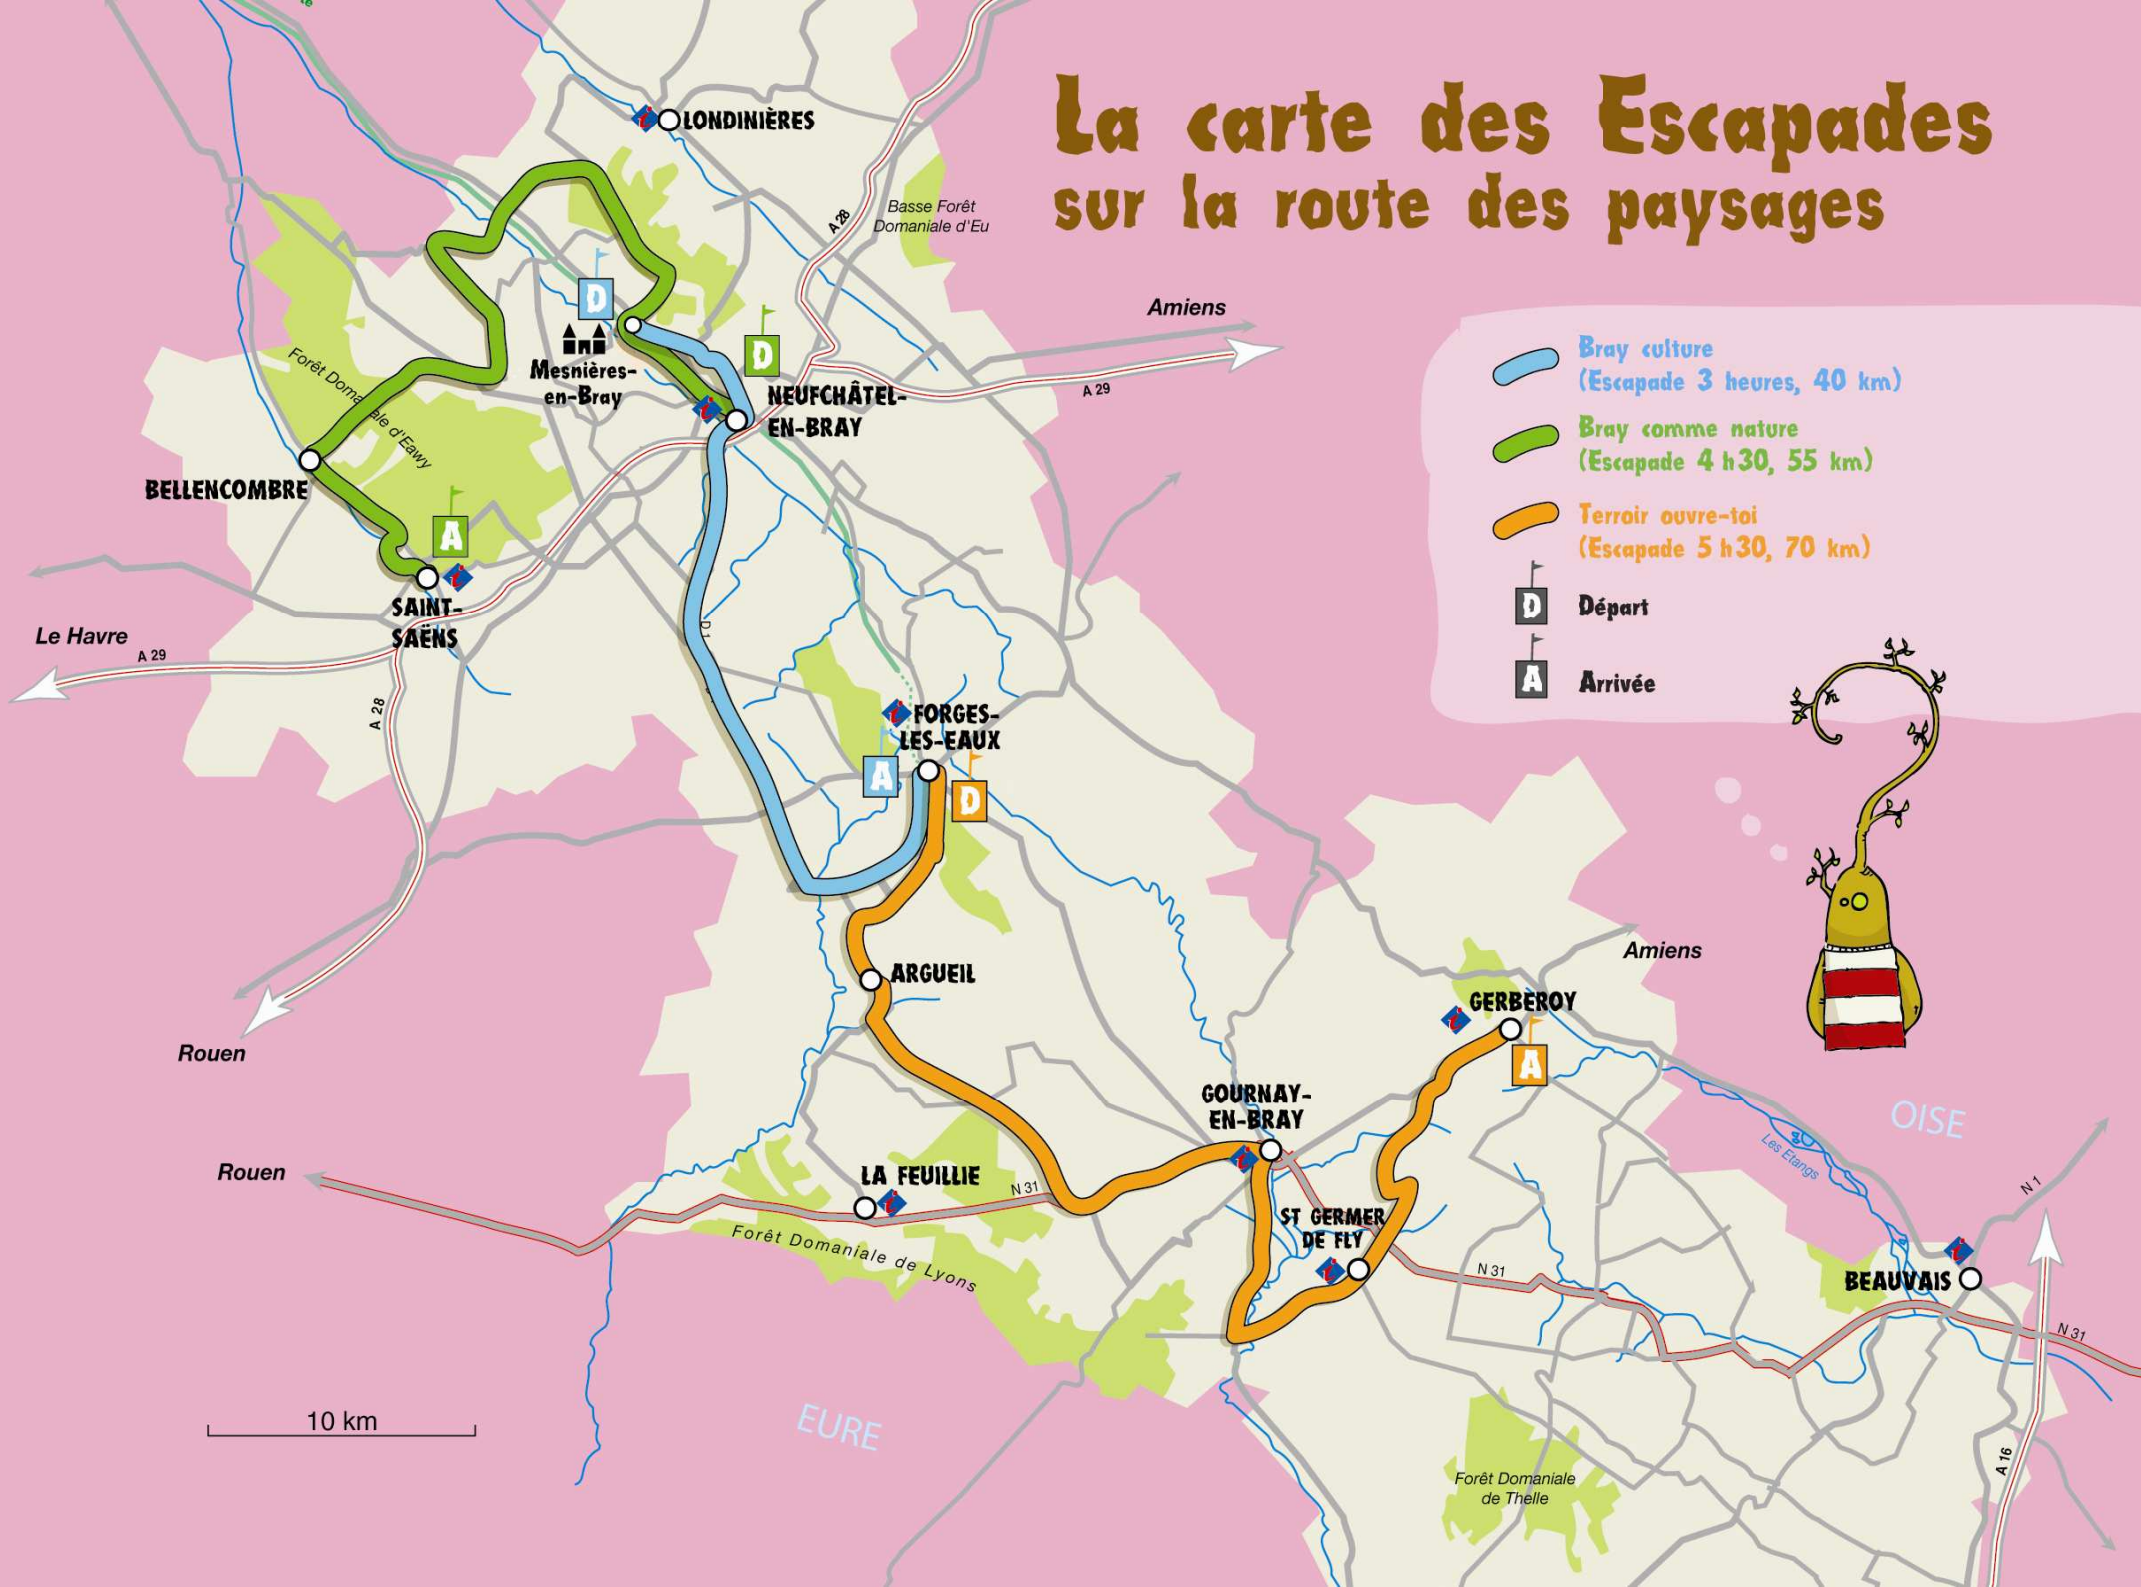 La carte des Escapades
sur la route des paysages
LONDINIÈRES
A 28
Basse Forêt
Domaniale d'Eu
Amiens
A 29
Bray culture
(Escapade 3 heures, 40 km)
Bray comme nature
(Escapade 4 h30, 55 km)
Terroir ouvre-toi
(Escapade 5 h30, 70 km)
D
Départ
A
Arrivée
D
D
Mesnières-
en-Bray
NEUFCHÂTEL-
EN-BRAY
i
i
Forêt Domaniale d'Eawy
BELLENCOMBRE
A
i
SAINT-
SAËNS
Le Havre
A 29
A 28
D 1
i
FORGES-
LES-EAUX
A
D
ARGUEIL
Rouen
Amiens
i
GERBEROY
A
GOURNAY-
EN-BRAY
i
OISE
Les Etangs
Rouen
LA FEUILLIE
i
N 31
N 1
ST GERMER
DE FLY
i
Forêt Domaniale de Lyons
N 31
i
BEAUVAIS
N 31
10 km
EURE
A 16
Forêt Domaniale
de Thelle